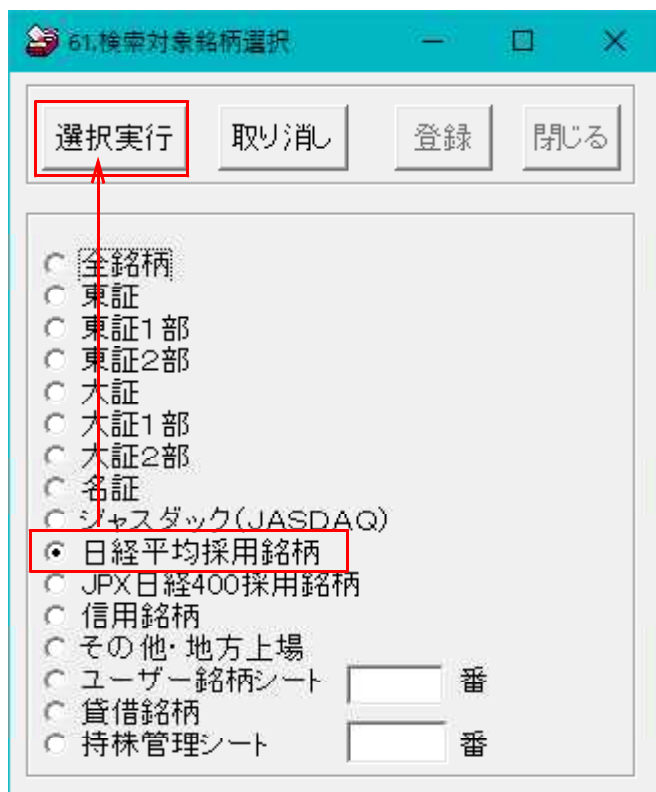 61.検索対象銘柄選択
選択実行 取り消し 登録 閉じる
全銘柄
東証
東証1部
東証2部
大証
大証1部
大証2部
名証
ジャスダック(JASDAQ)
日経平均採用銘柄
JPX日経400採用銘柄
信用銘柄
その他・地方上場
ユーザー銘柄シート 番
貸借銘柄
持株管理シート 番